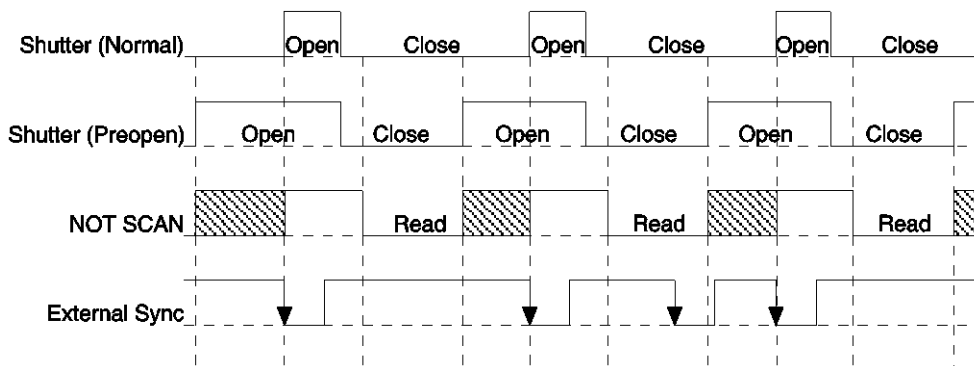 Shutter (Normal) Open Close Open Close Open Close
Shutter (Preopen) Open Close Open Close Open Close
NOT SCAN Read Read Read
External Sync